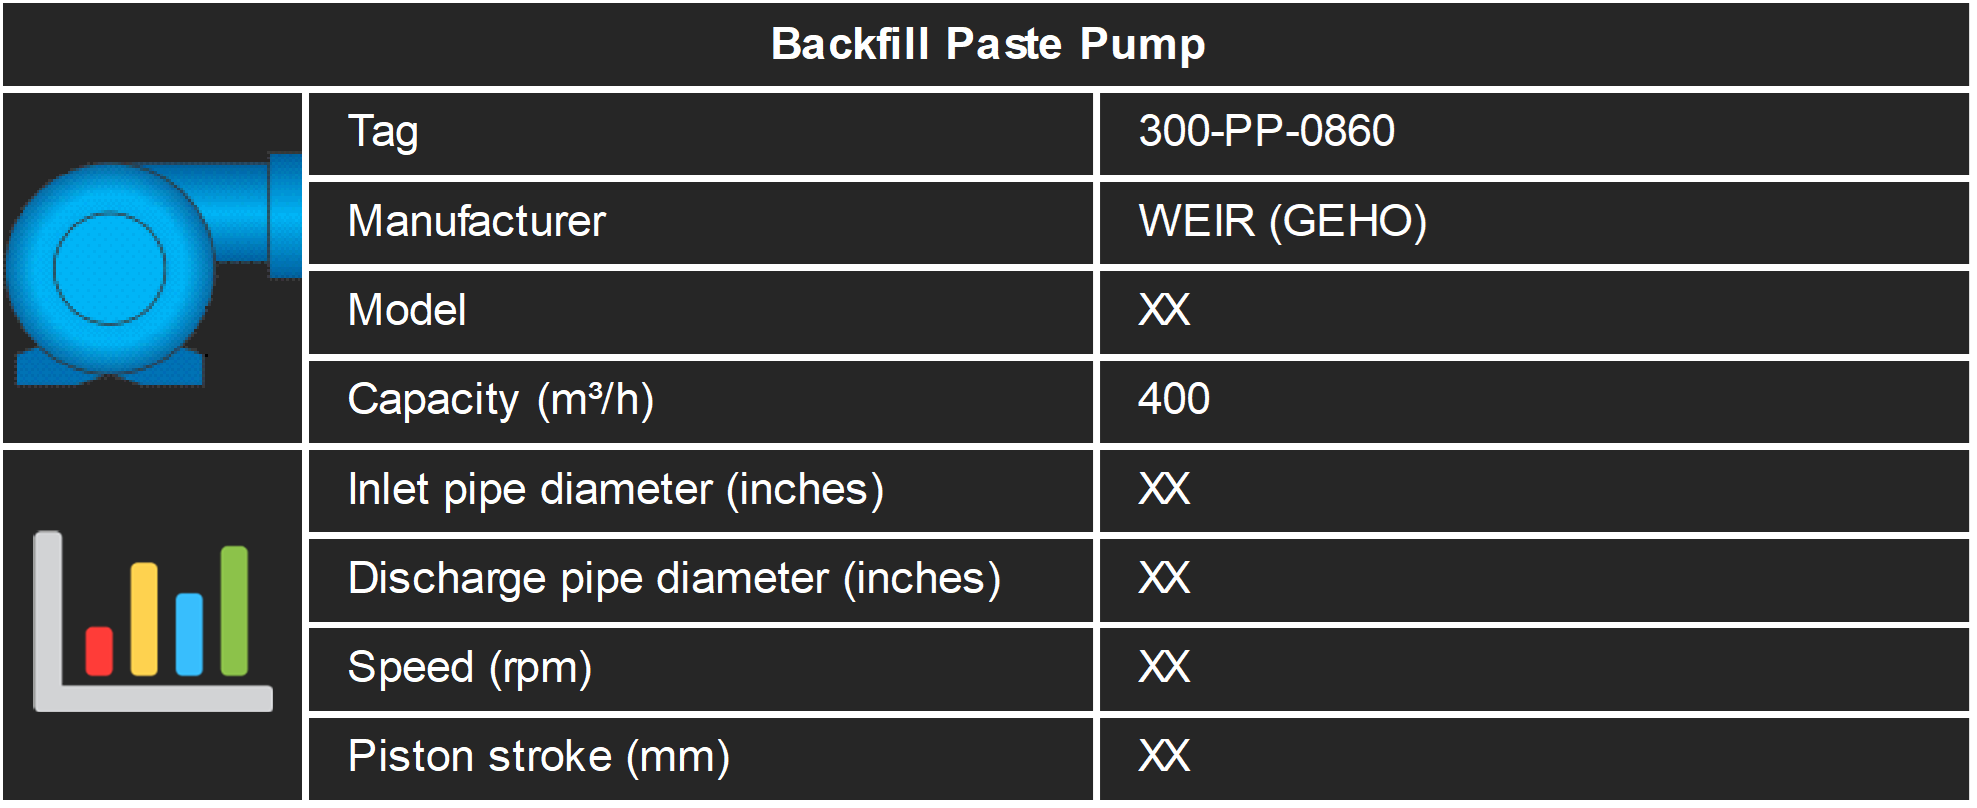 Backfill Paste Pump
Tag 300-PP-0860
Manufacturer WEIR (GEHO)
Model XX
Capacity (m³/h) 400
Inlet pipe diameter (inches) XX
Discharge pipe diameter (inches) XX
Speed (rpm) XX
Piston stroke (mm) XX